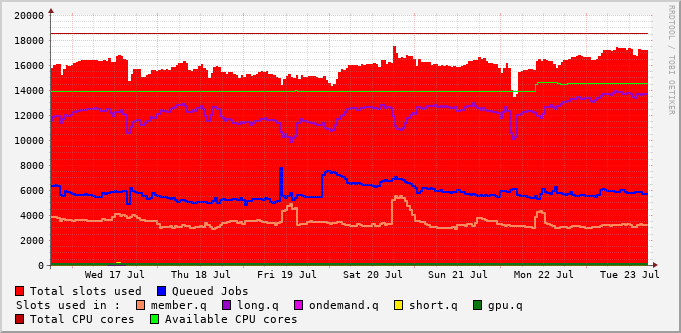 RRDTOOL / TOBI OETIKER
20000
18000
16000
14000
12000
10000
8000
6000
4000
2000
0
Wed 17 Jul Thu 18 Jul Fri 19 Jul Sat 20 Jul Sun 21 Jul Mon 22 Jul Tue 23 Jul
Total slots used Queued Jobs
Slots used in : member.q long.q ondemand.q short.q gpu.q
Total CPU cores Available CPU cores